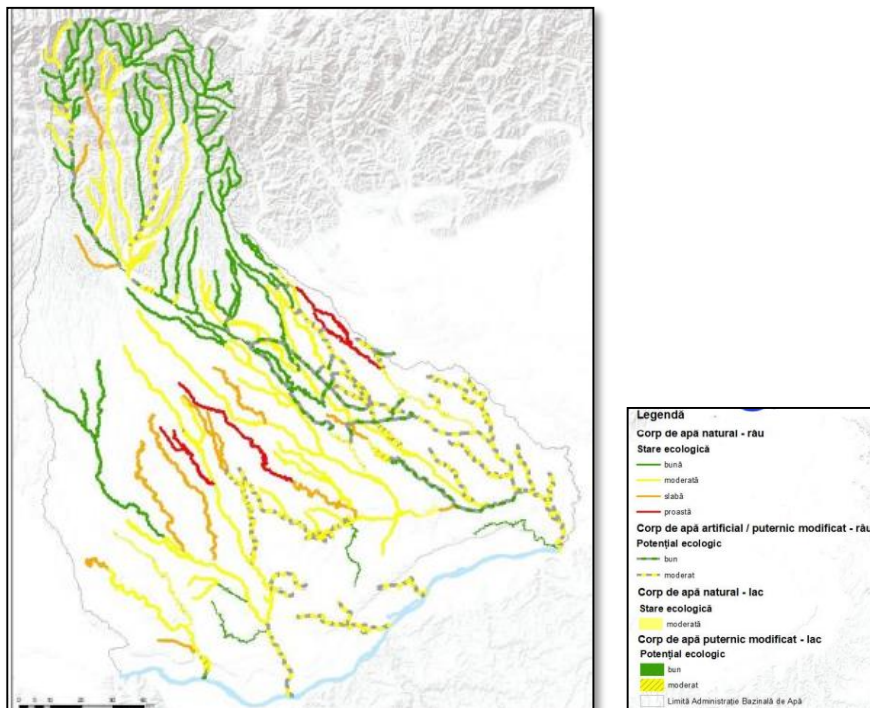 Legendă
Corp de apă natural - râu
Stare ecologică
bună
moderată
slabă
proastă
Corp de apă artificial / puternic modificat - râu
Potențial ecologic
bun
moderat
Corp de apă natural - lac
Stare ecologică
moderată
Corp de apă puternic modificat - lac
Potențial ecologic
bun
moderat
Limită Administrație Bazinală de Apă